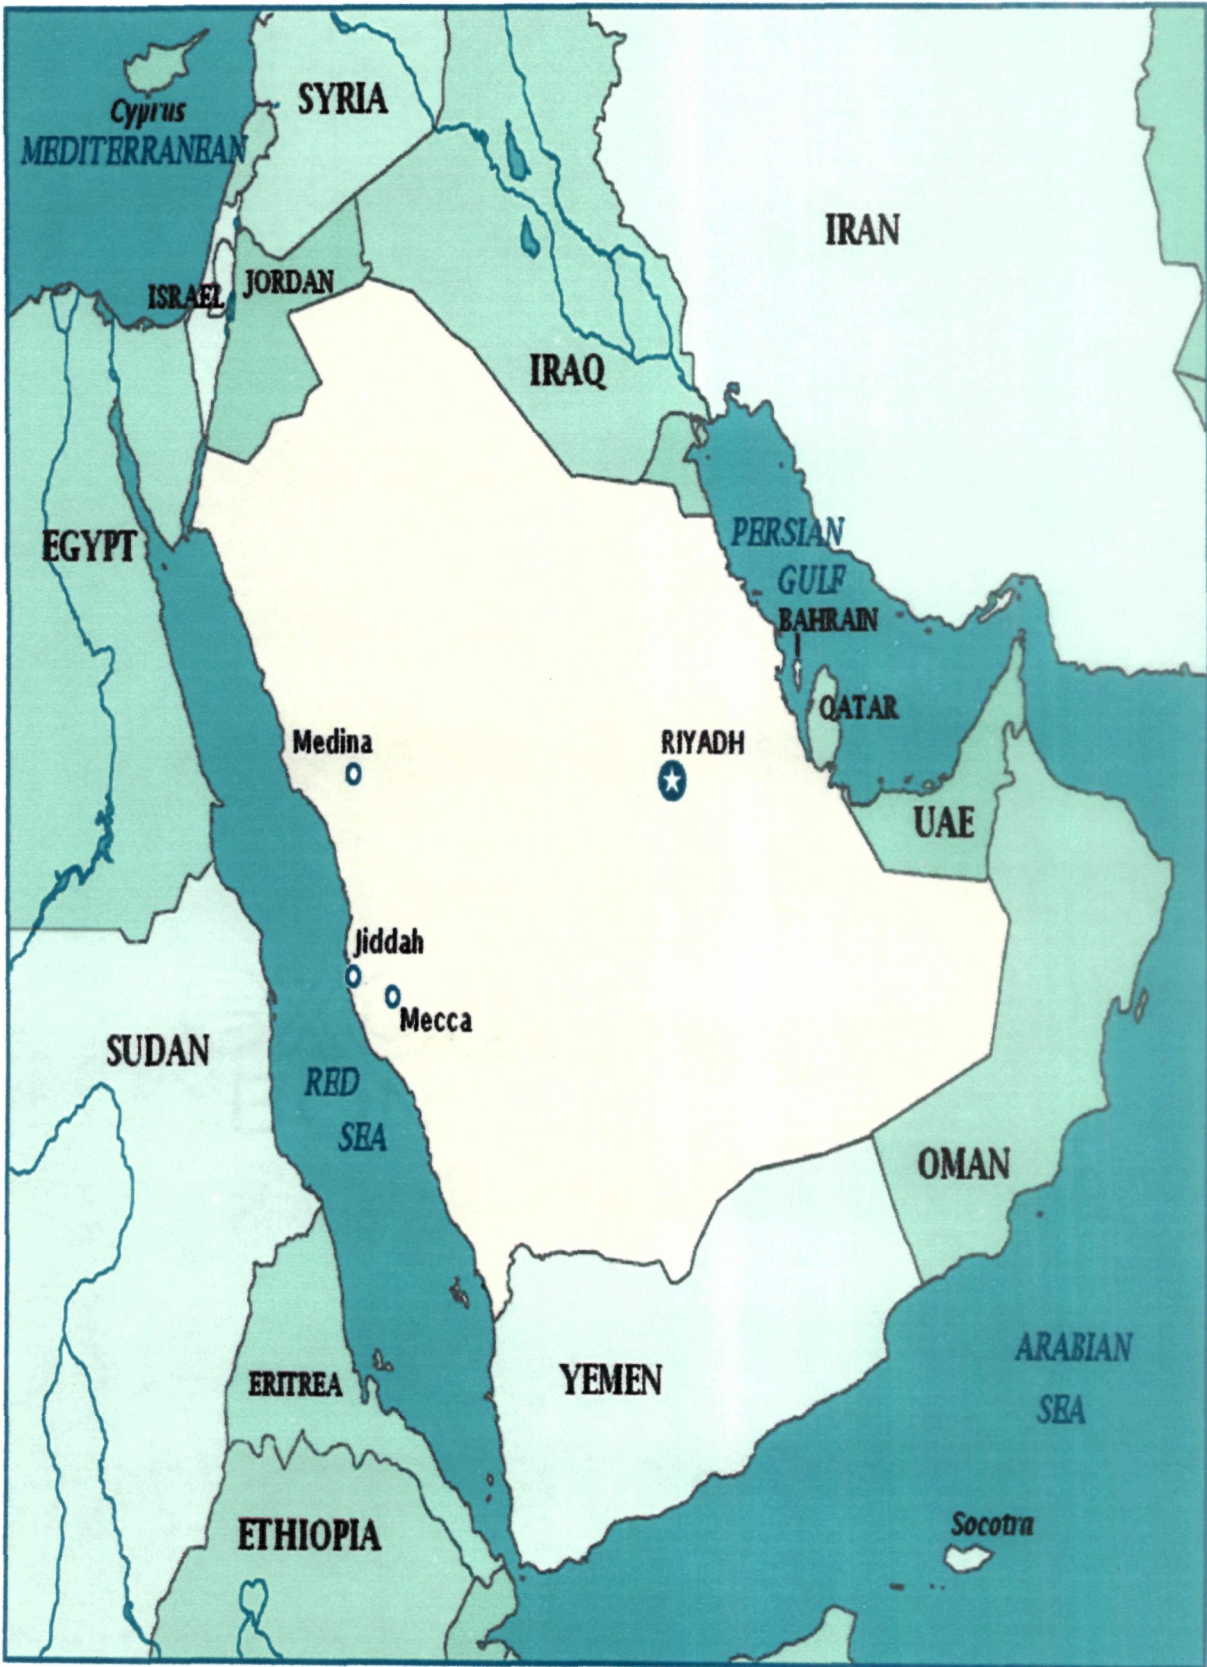 SYRIA
Cyprus
MEDITERRANEAN
IRAN
ISRAEL
JORDAN
IRAQ
EGYPT
PERSIAN
GULF
BAHRAIN
QATAR
Medina
RIYADH
UAE
Jiddah
Mecca
SUDAN
RED
SEA
OMAN
ARABIAN
SEA
ERITREA
YEMEN
Socotra
ETHIOPIA